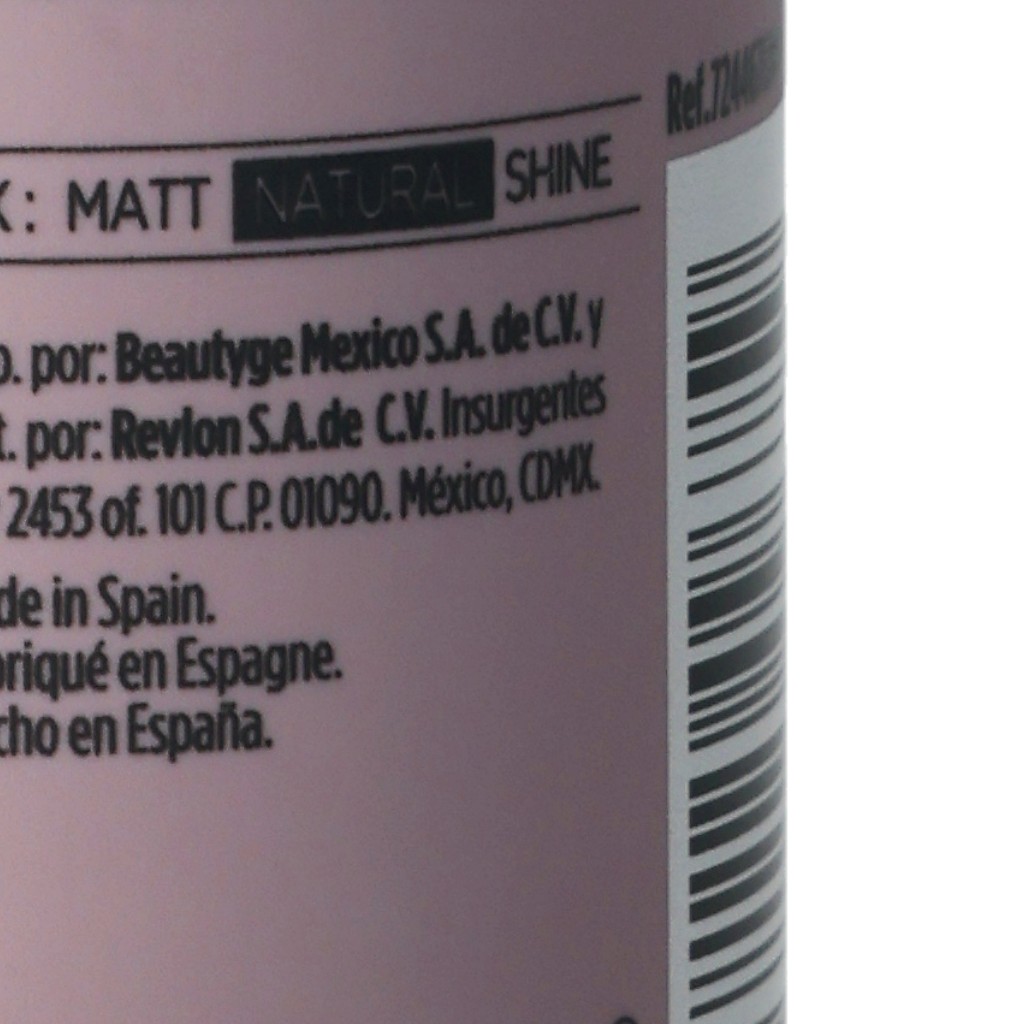 K: MATT NATURAL SHINE
p. por: Beautyge Mexico S.A. de C.V. y
t. por: Revlon S.A.de C.V. Insurgentes
2453 of. 101 C.P. 01090. México, CDMX.
de in Spain.
briqué en Espagne.
cho en España.
Ref.